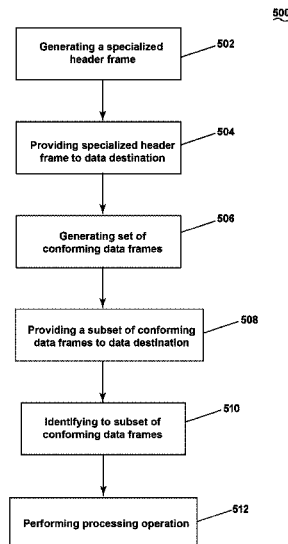 500
Generating a specialized
header frame
502
Providing specialized header
frame to data destination
504
Generating set of
conforming data frames
506
Providing a subset of conforming
data frames to data destination
508
Identifying to subset of
conforming data frames
510
Performing processing operation
512